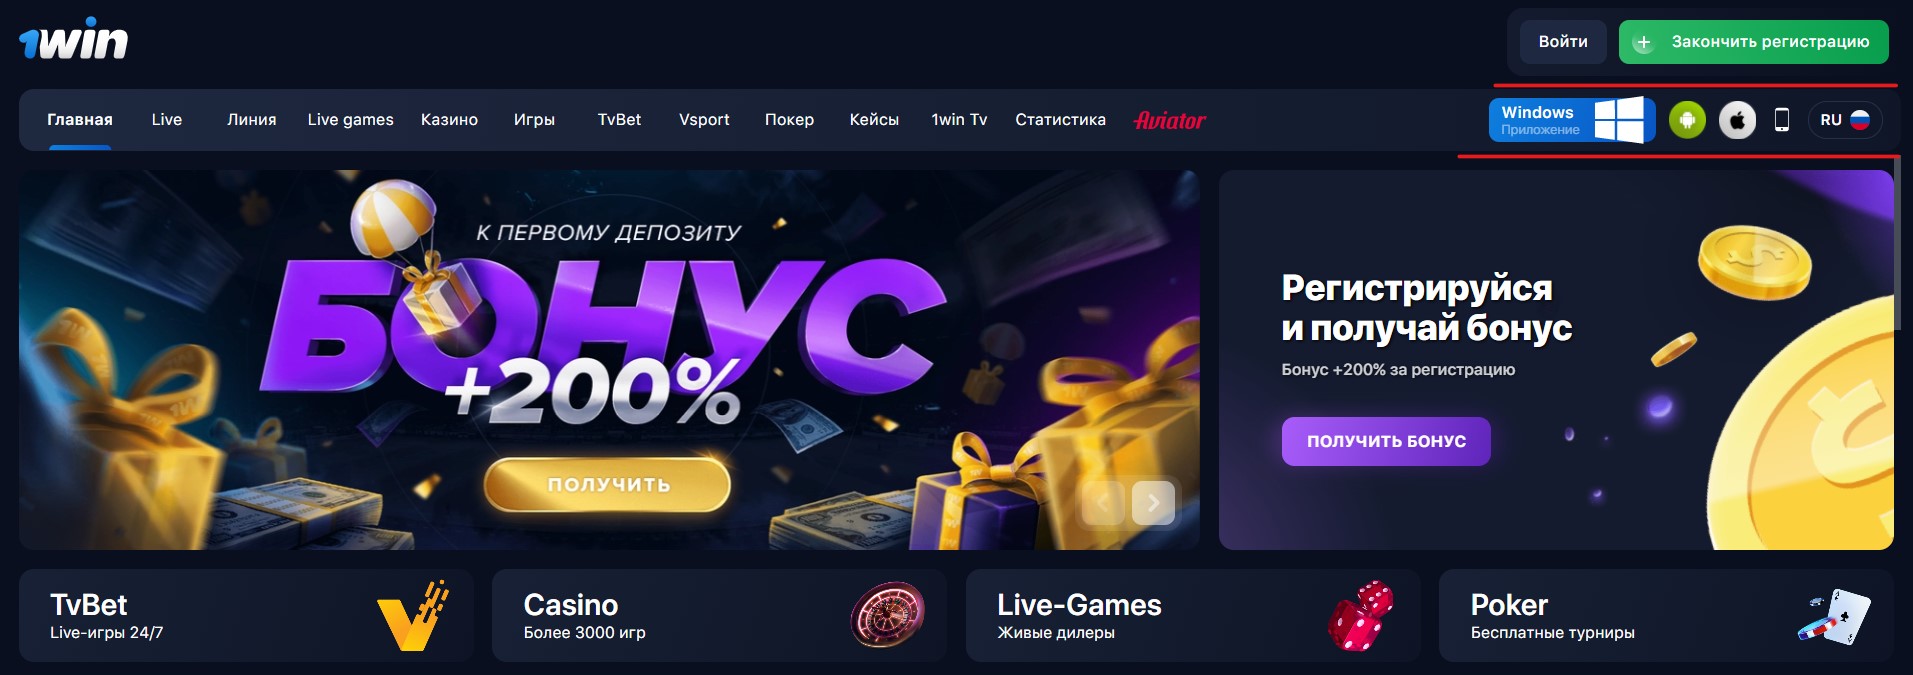 1win
Войти
Закончить регистрацию
Главная
Live
Линия
Live games
Казино
Игры
TvBet
Vsport
Покер
Кейсы
1win Tv
Статистика
Aviator
Windows
Приложение
RU
К ПЕРВОМУ ДЕПОЗИТУ
БОНУС
+200%
ПОЛУЧИТЬ
Регистрируйся
и получай бонус
Бонус +200% за регистрацию
ПОЛУЧИТЬ БОНУС
TvBet
Live-игры 24/7
Casino
Более 3000 игр
Live-Games
Живые дилеры
Poker
Бесплатные турниры